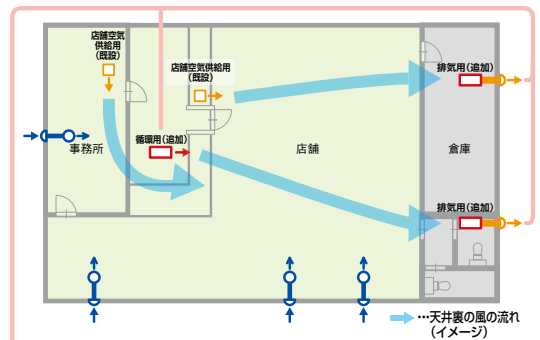 店舗空気
供給用
（既設）
店舗空気供給用
（既設）
排気用（追加）
循環用（追加）
事務所
店舗
倉庫
排気用（追加）
…天井裏の風の流れ
（イメージ）